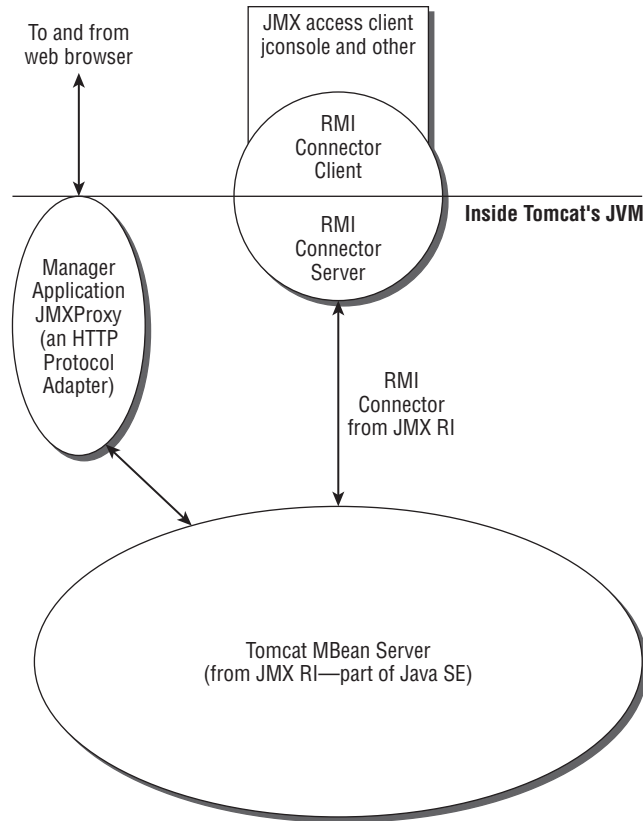 To and from
web browser
JMX access client
jconsole and other
RMI
Connector
Client
Inside Tomcat's JVM
RMI
Connector
Server
Manager
Application
JMXProxy
(an HTTP
Protocol
Adapter)
RMI
Connector
from JMX RI
Tomcat MBean Server
(from JMX RI—part of Java SE)